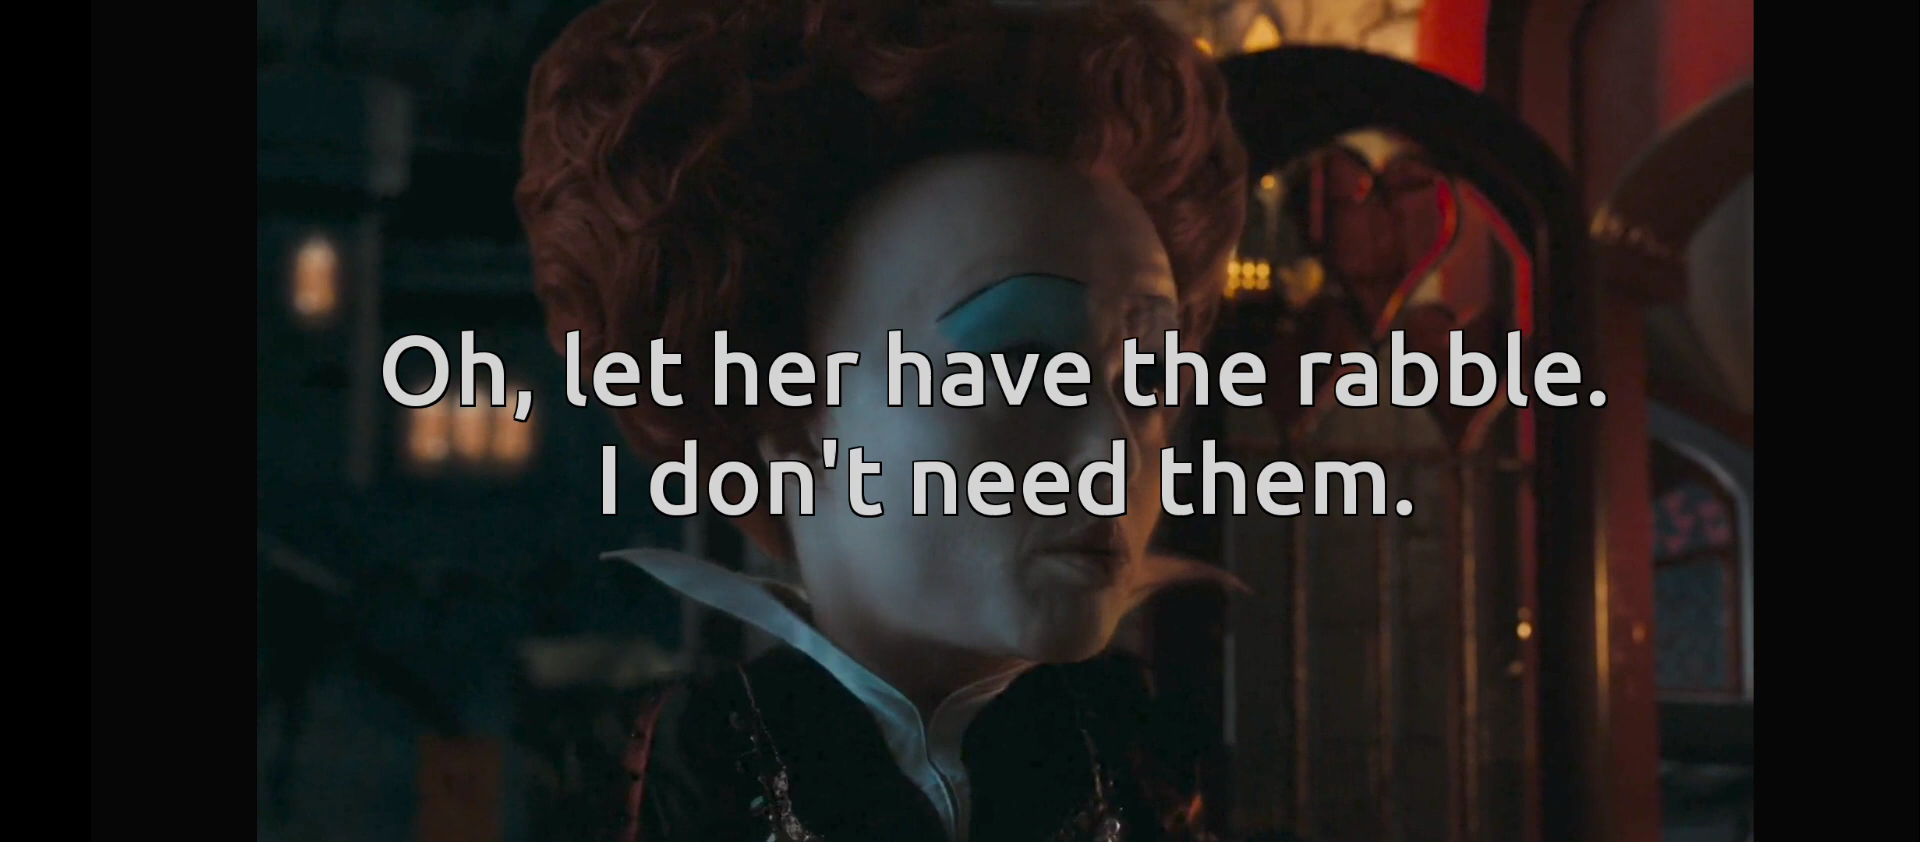 Oh, let her have the rabble.
I don't need them.